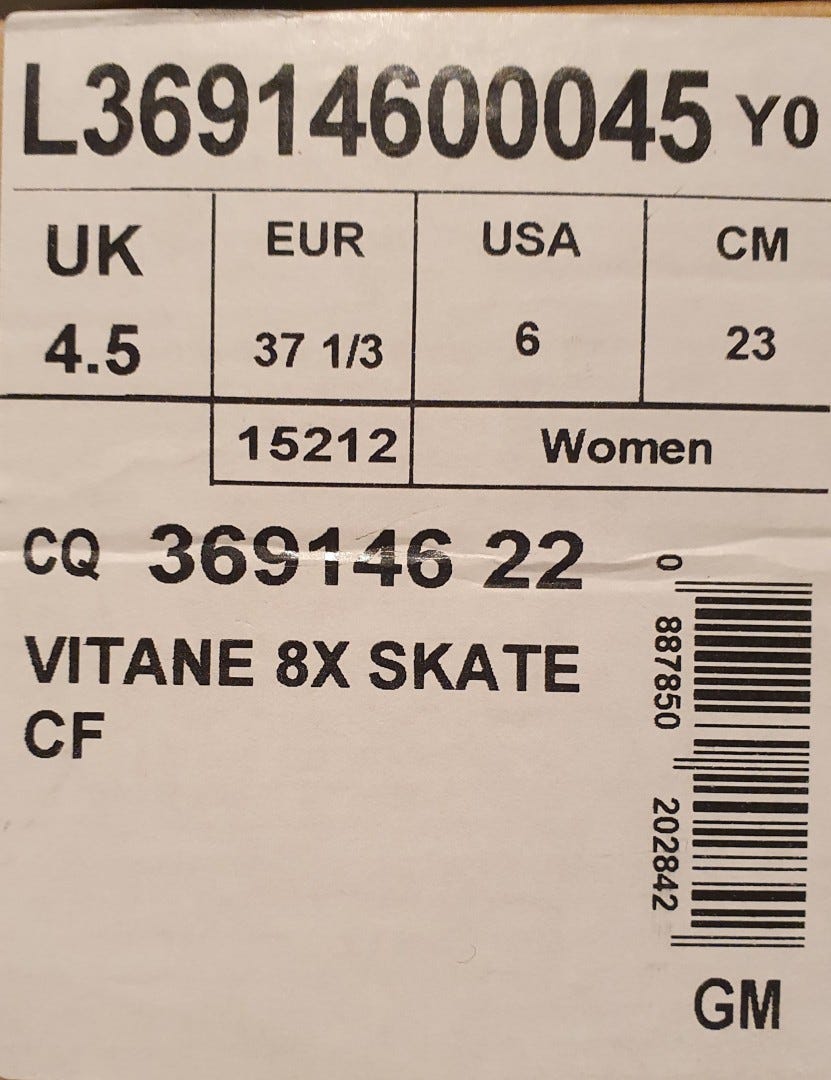 L36914600045 Y0
UK EUR USA CM
4.5 37 1/3 6 23
15212 Women
CQ 369146 22
VITANE 8X SKATE
CF
0 887850 202842
GM